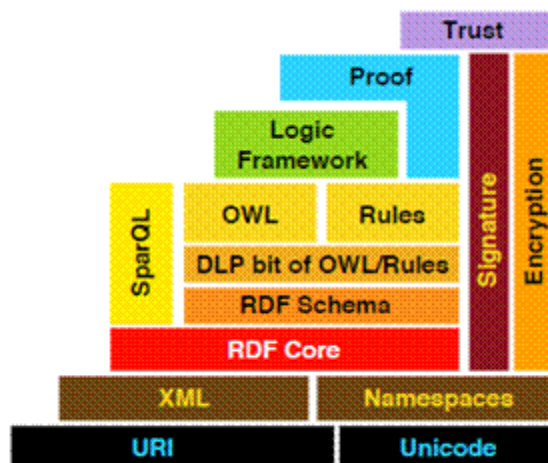 Trust
Proof
Logic
Framework
SparQL
OWL
Rules
Signature
Encryption
DLP bit of OWL/Rules
RDF Schema
RDF Core
XML
Namespaces
URI
Unicode